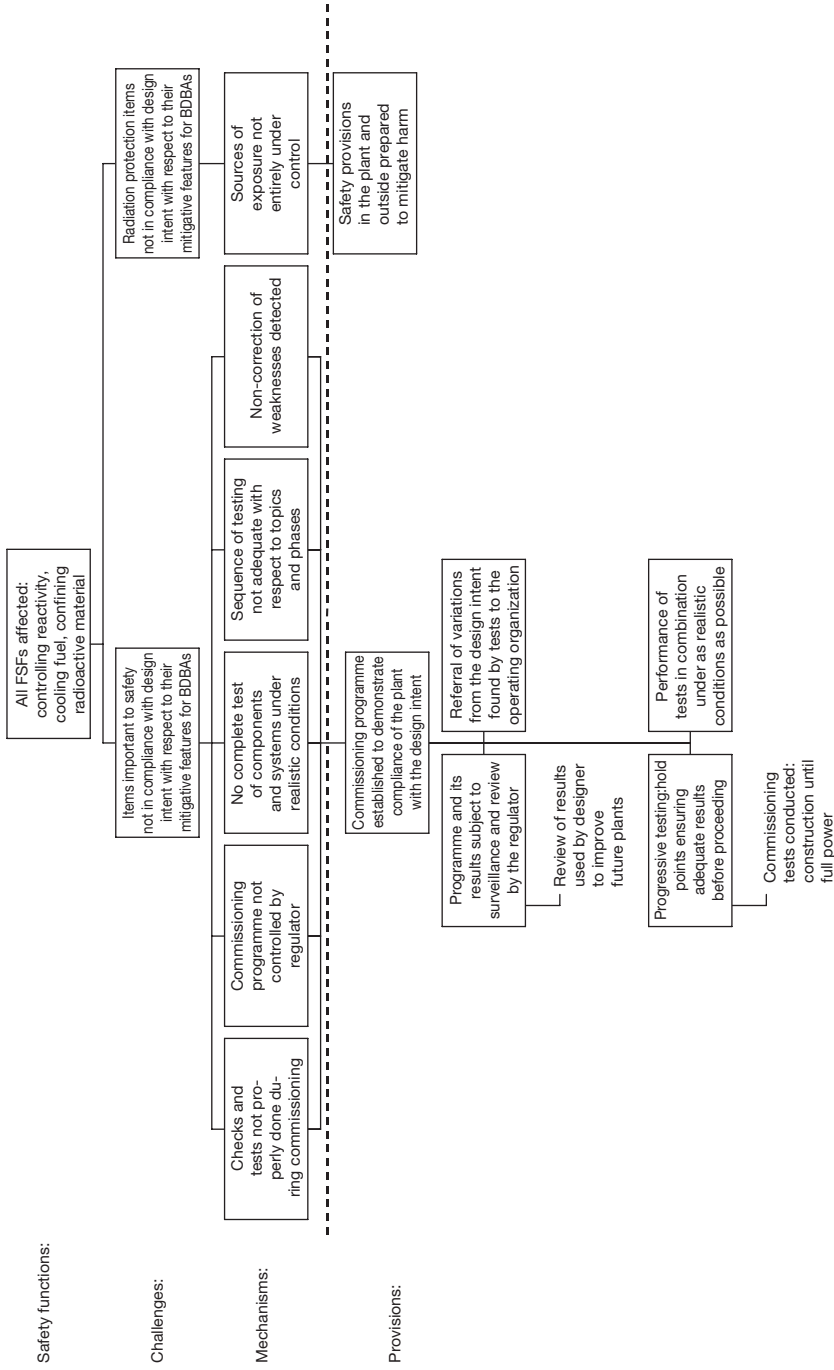 Safety functions:
All FSFs affected:
controlling reactivity,
cooling fuel, confining
radioactive material
Challenges:
Items important to safety
not in compliance with design
intent with respect to their
mitigative features for BDBAs
Radiation protection items
not in compliance with design
intent with respect to their
mitigative features for BDBAs
Mechanisms:
Checks and
tests not pro-
perly done du-
ring commissioning
Commissioning
programme not
controlled by
regulator
No complete test
of components
and systems under
realistic conditions
Sequence of testing
not adequate with
respect to topics
and phases
Non-correction of
weaknesses detected
Sources of
exposure not
entirely under
control
Provisions:
Commissioning programme
established to demonstrate
compliance of the plant
with the design intent
Safety provisions
in the plant and
outside prepared
to mitigate harm
Programme and its
results subject to
surveillance and review
by the regulator
Referral of variations
from the design intent
found by tests to the
operating organization
Review of results
used by designer
to improve
future plants
Progressive testing:hold
points ensuring
adequate results
before proceeding
Performance of
tests in combination
under as realistic
conditions as possible
Commissioning
tests conducted:
construction until
full power